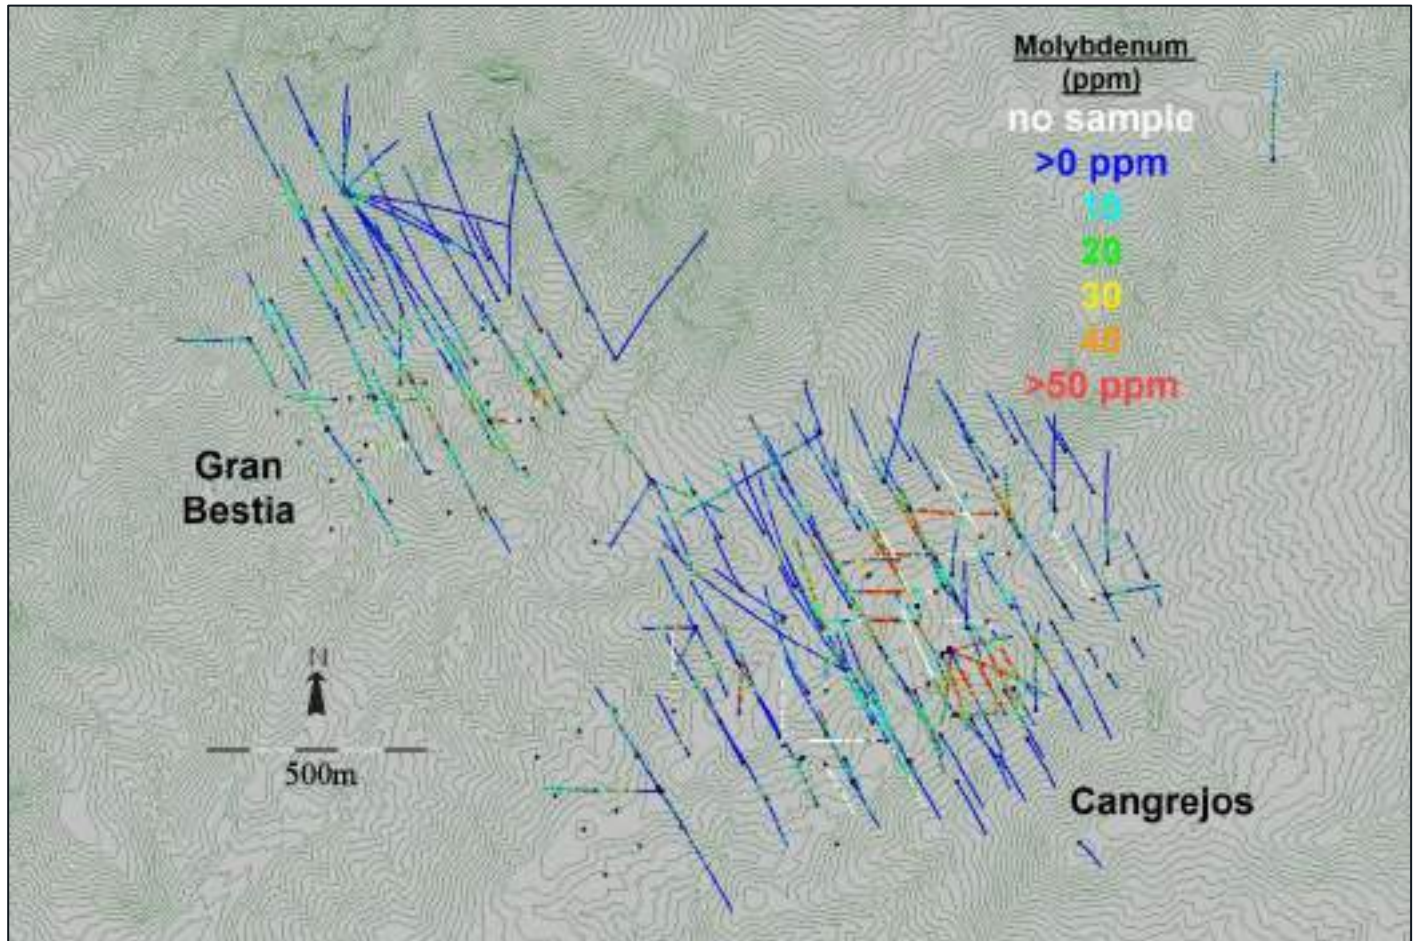 Molybdenum
(ppm)
no sample
>0 ppm
10
20
30
40
>50 ppm
Gran
Bestia
N
500m
Cangrejos